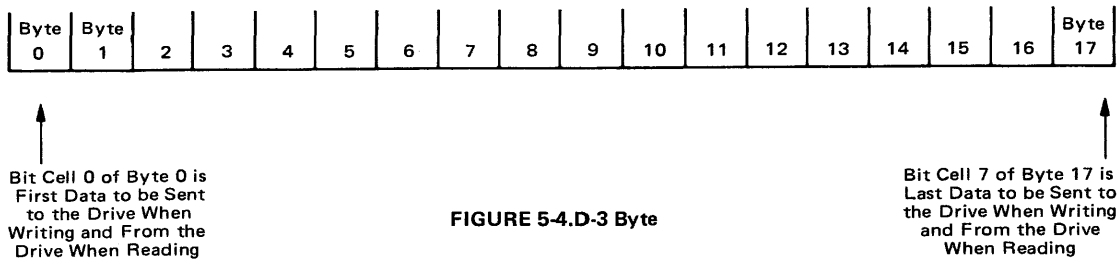 Byte Byte Byte
0 1 2 3 4 5 6 7 8 9 10 11 12 13 14 15 16 17
Bit Cell 0 of Byte 0 is
First Data to be Sent
to the Drive When
Writing and From the
Drive When Reading
FIGURE 5-4.D-3 Byte
Bit Cell 7 of Byte 17 is
Last Data to be Sent to
the Drive When Writing
and From the Drive
When Reading